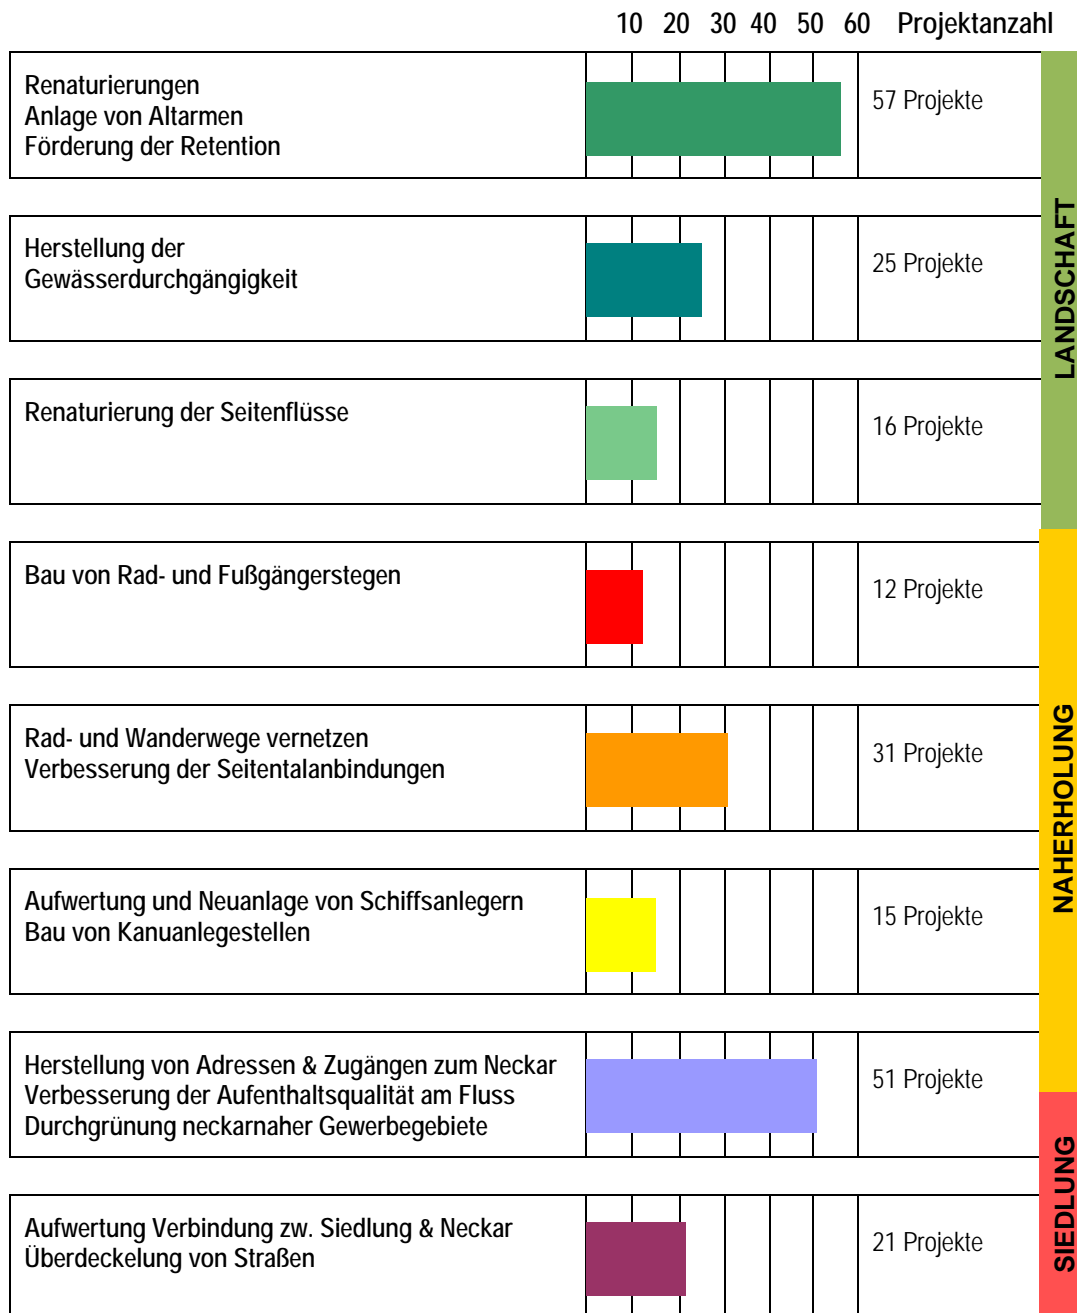 10 20 30 40 50 60 Projektanzahl
Renaturierungen
Anlage von Altarmen
Förderung der Retention
57 Projekte
Herstellung der
Gewässerdurchgängigkeit
25 Projekte
Renaturierung der Seitenflüsse
16 Projekte
LANDSCHAFT
Bau von Rad- und Fußgängerstegen
12 Projekte
Rad- und Wanderwege vernetzen
Verbesserung der Seitentalanbindungen
31 Projekte
Aufwertung und Neuanlage von Schiffsanlegern
Bau von Kanuanlegestellen
15 Projekte
NAHERHOLUNG
Herstellung von Adressen & Zugängen zum Neckar
Verbesserung der Aufenthaltsqualität am Fluss
Durchgrünung neckarnaher Gewerbegebiete
51 Projekte
Aufwertung Verbindung zw. Siedlung & Neckar
Überdeckelung von Straßen
21 Projekte
SIEDLUNG